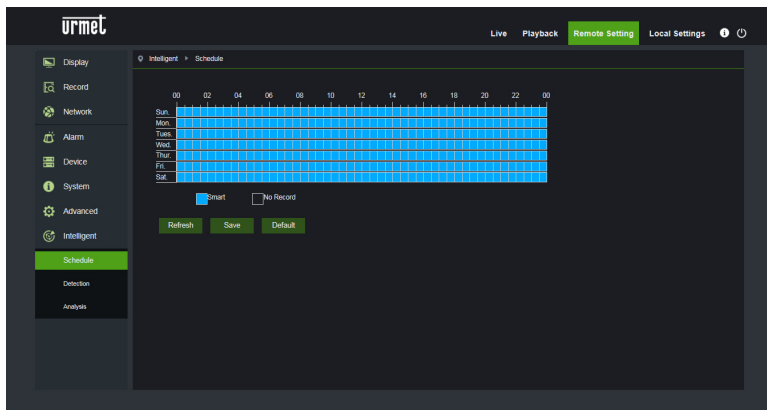 urmet
Live Playback Remote Setting Local Settings
Display
Record
Network
Alarm
Device
System
Advanced
Intelligent
Schedule
Detection
Analysis
Intelligent Schedule
00 02 04 06 08 10 12 14 16 18 20 22 00
Sun.
Mon.
Tues.
Wed.
Thur.
Fri.
Sat.
Smart No Record
Refresh Save Default